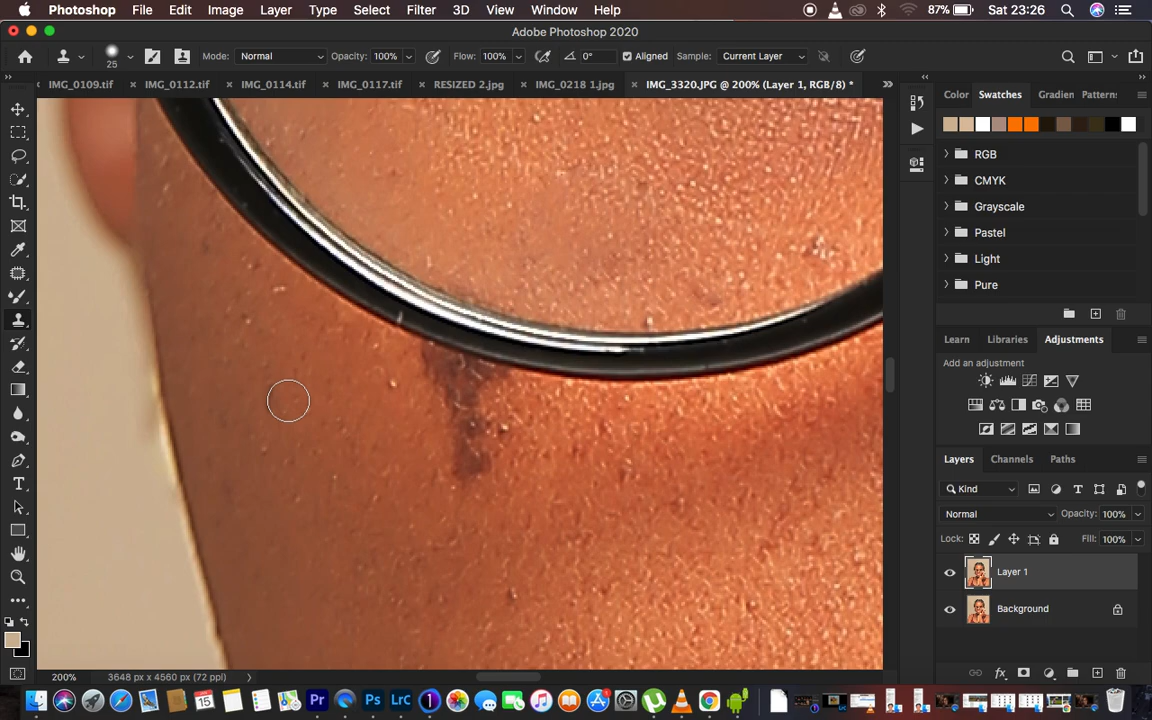 Photoshop File Edit Image Layer Type Select Filter 3D View Window Help 87% Sat 23:26
Adobe Photoshop 2020
25 Mode: Normal Opacity: 100% Flow: 100% 0° Aligned Sample: Current Layer
IMG_0109.tif IMG_0112.tif IMG_0114.tif IMG_0117.tif RESIZED 2.jpg IMG_0218 1.jpg IMG_3320.JPG @ 200% (Layer 1, RGB/8) *
Color Swatches Gradien Pattern:
RGB
CMYK
Grayscale
Pastel
Light
Pure
Learn Libraries Adjustments
Add an adjustment
Layers Channels Paths
Kind
Normal Opacity: 100%
Lock: Fill: 100%
Layer 1
Background
200% 3648 px x 4560 px (72 ppi)